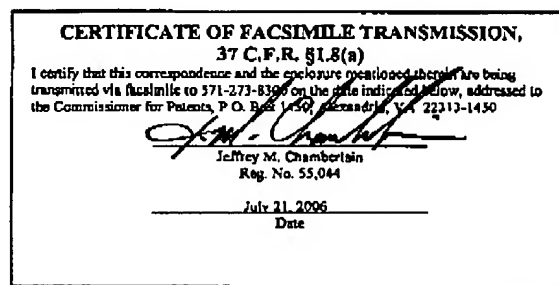 CERTIFICATE OF FACSIMILE TRANSMISSION,
37 C.F.R. §1.8(a)
I certify that this correspondence and the enclosure mentioned therein are being
transmitted via facsimile to 571-273-8300 on the date indicated below, addressed to
the Commissioner for Patents, P O. Box 1450, Alexandria, VA 22313-1450
Jeffrey M. Chamberlain
Reg. No. 55,044
July 21, 2006
Date